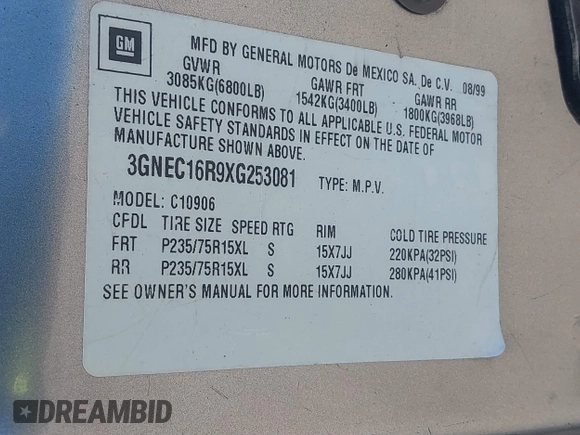 GM
MFD BY GENERAL MOTORS De MEXICO SA. De C.V. 08/99
GVWR GAWR FRT GAWR RR
3085KG(6800LB) 1542KG(3400LB) 1800KG(3968LB)
THIS VEHICLE CONFORMS TO ALL APPLICABLE U.S. FEDERAL MOTOR
VEHICLE SAFETY STANDARDS IN EFFECT ON THE DATE OF
MANUFACTURE SHOWN ABOVE.
3GNEC16R9XG253081 TYPE: M.P.V.
MODEL: C10906
CFDL TIRE SIZE SPEED RTG RIM COLD TIRE PRESSURE
FRT P235/75R15XL S 15X7JJ 220KPA(32PSI)
RR P235/75R15XL S 15X7JJ 280KPA(41PSI)
SEE OWNER'S MANUAL FOR MORE INFORMATION.
DREAMBID